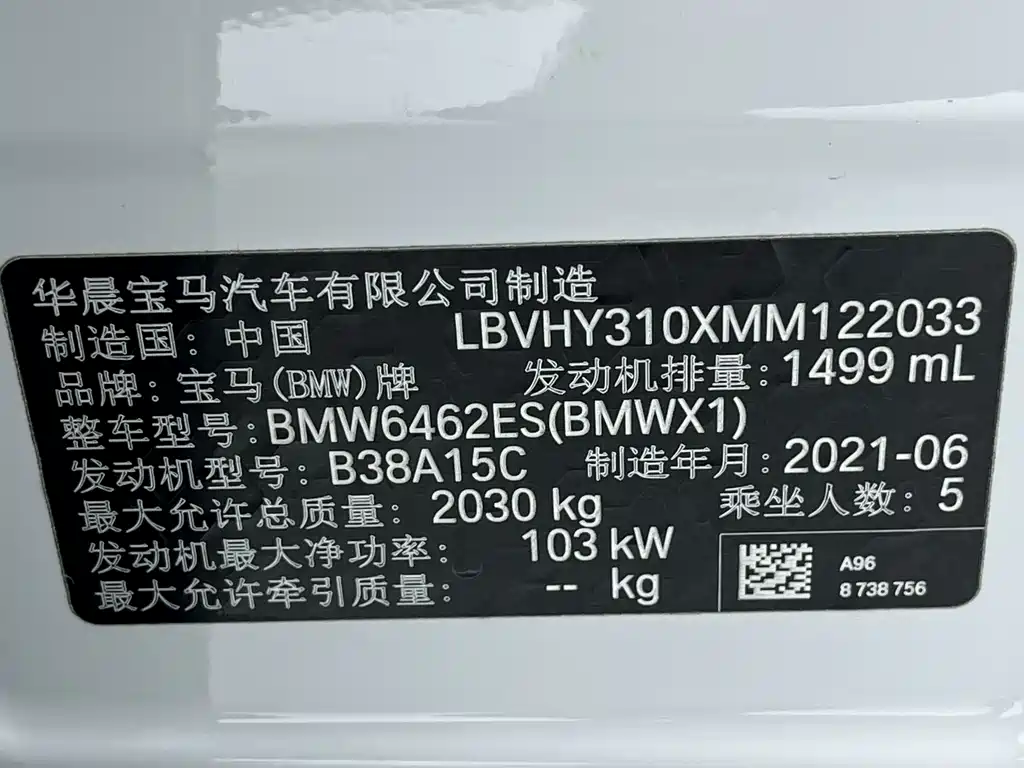 华晨宝马汽车有限公司制造
制造国：中国 LBVHY310XMM122033
品牌：宝马(BMW)牌 发动机排量：1499 mL
整车型号：BMW6462ES(BMWX1)
发动机型号：B38A15C 制造年月：2021-06
最大允许总质量：2030 kg 乘坐人数：5
发动机最大净功率：103 kW
最大允许牵引质量：-- kg
A96
8 738 756